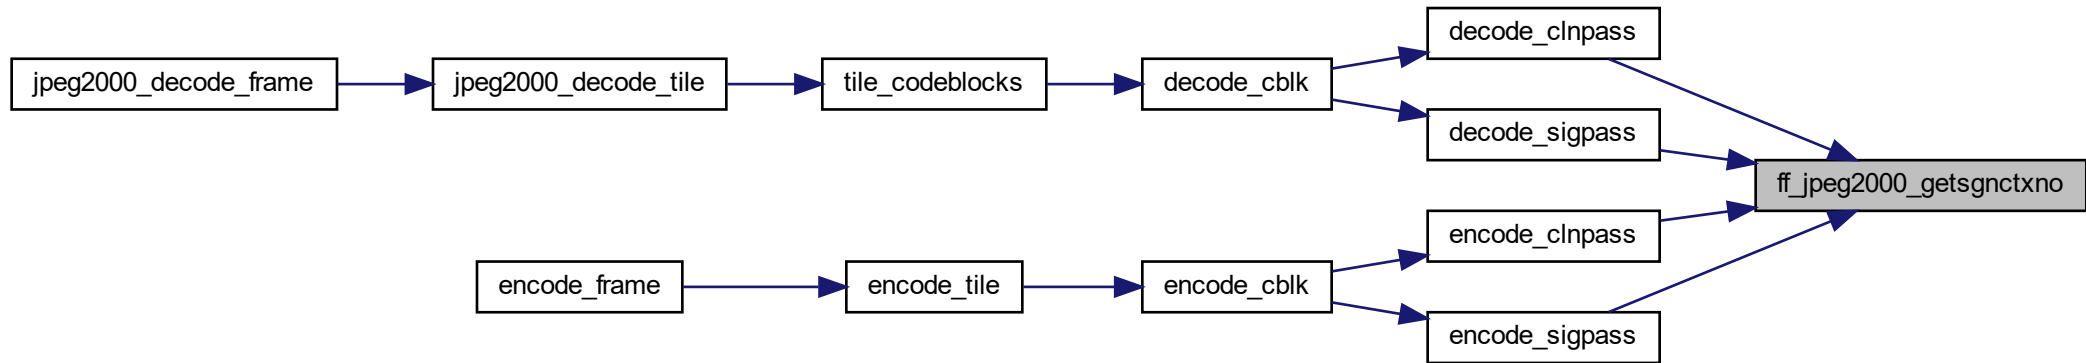 jpeg2000_decode_frame
jpeg2000_decode_tile
tile_codeblocks
decode_cblk
decode_clnpass
decode_sigpass
ff_jpeg2000_getsgnctxno
encode_clnpass
encode_frame
encode_tile
encode_cblk
encode_sigpass